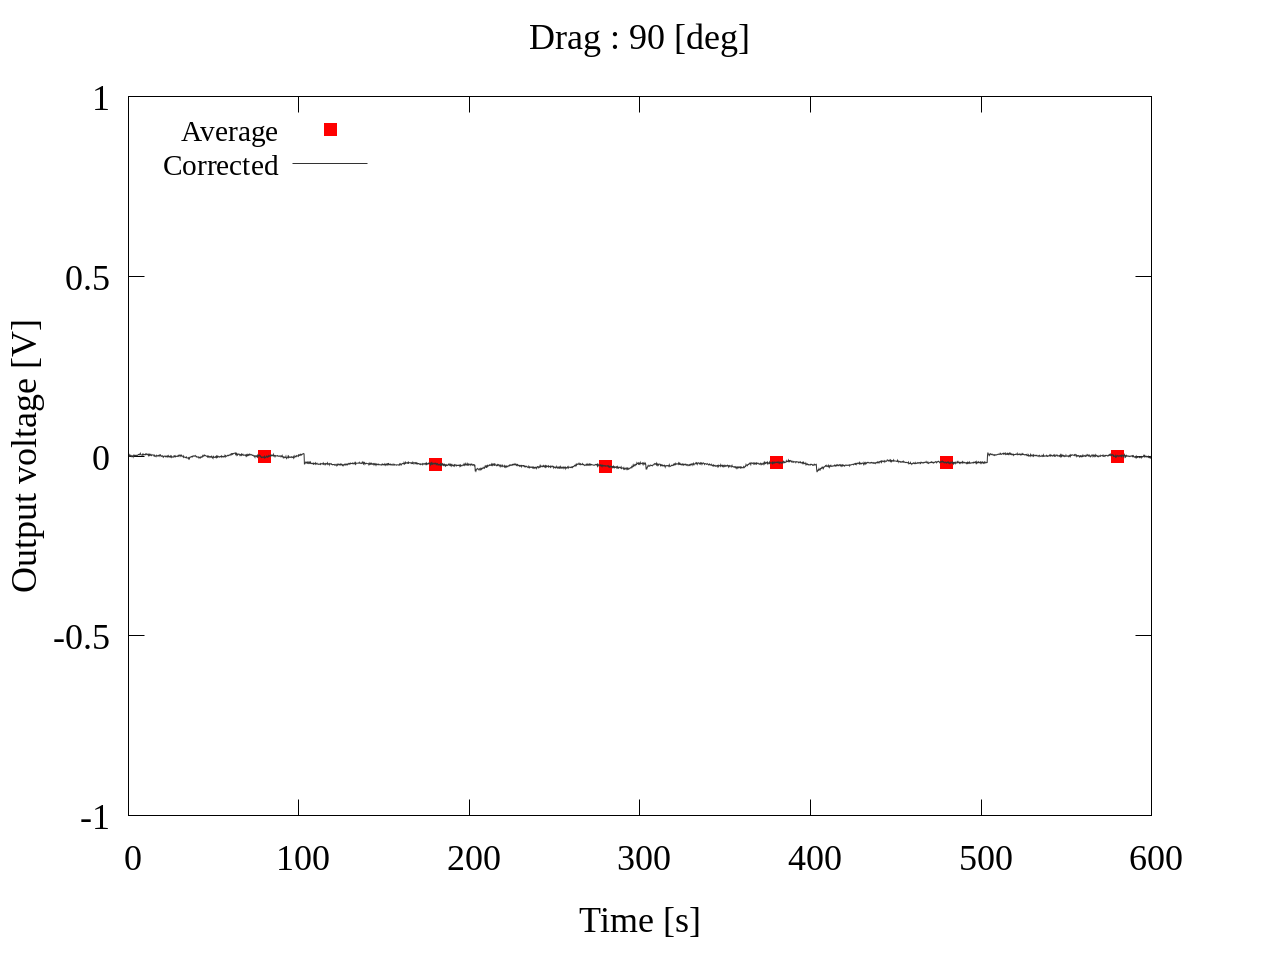 Drag : 90 [deg]
1
Average
Corrected
0.5
0
-0.5
-1
Output voltage [V]
0 100 200 300 400 500 600
Time [s]